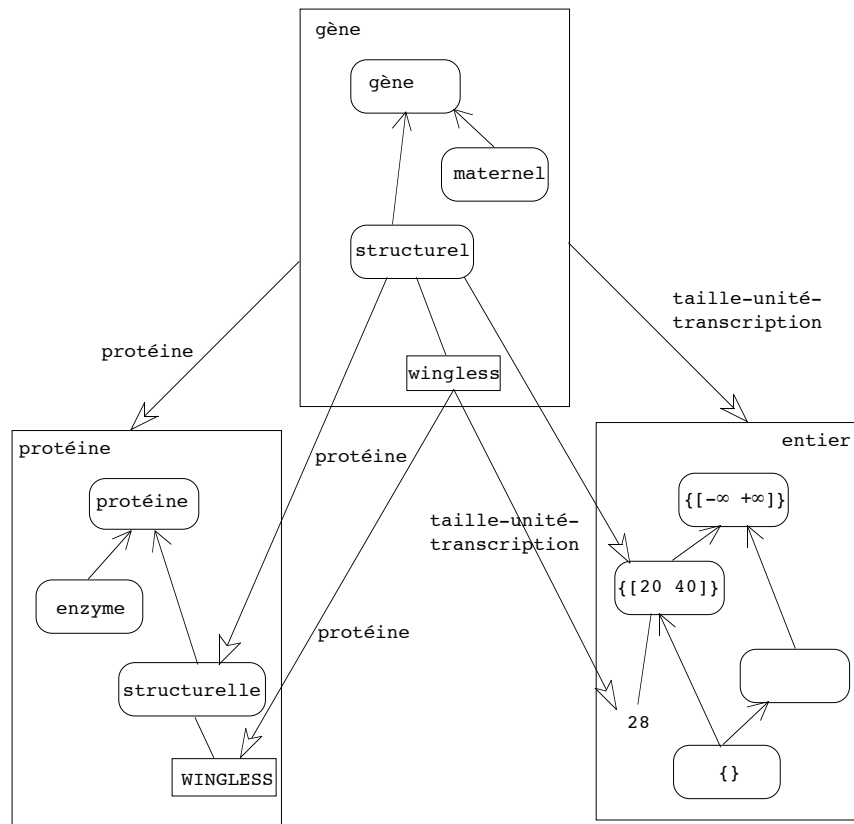 gène
gène
maternel
structurel
taille-unité-
transcription
protéine
wingless
protéine
entier
protéine
protéine
{[-∞ +∞]}
taille-unité-
transcription
{[20 40]}
enzyme
protéine
structurelle
28
WINGLESS
{}